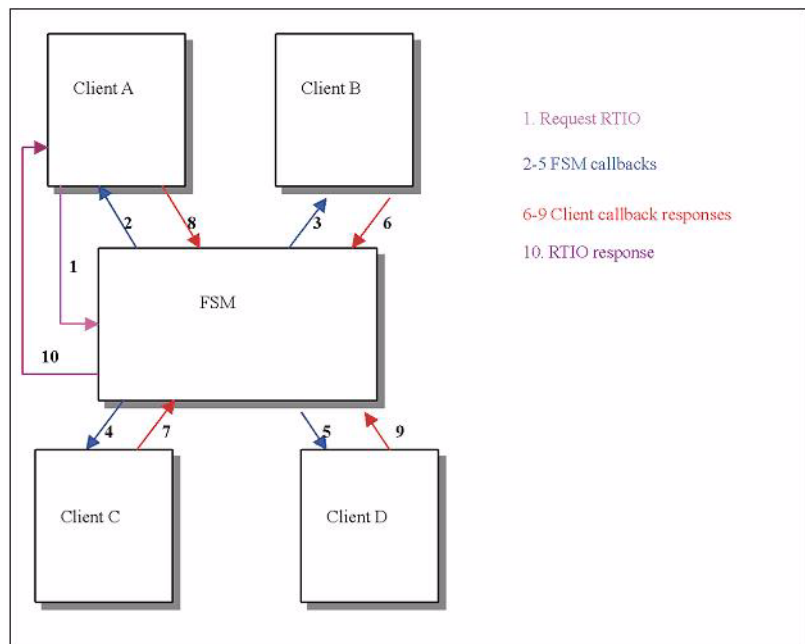 Client A
Client B
1. Request RTIO
2-5 FSM callbacks
6-9 Client callback responses
10. RTIO response
2
8
3
6
1
FSM
10
4
7
5
9
Client C
Client D